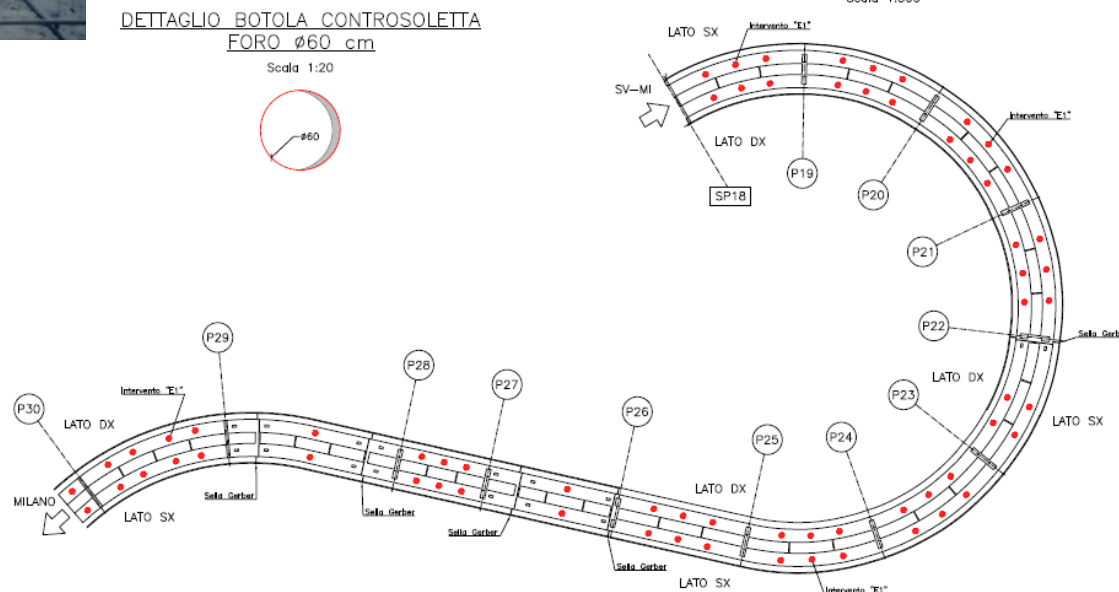 DETTAGLIO BOTOLA CONTROSOLETTA
FORO ø60 cm
Scala 1:20
ø60
LATO SX
Intervento "E1"
SV-MI
LATO DX
SP18
P19
P20
Intervento "E1"
P21
P22
Sella Gerb
LATO DX
P23
LATO SX
P24
P25
LATO DX
P26
P27
P28
P29
Intervento "E1"
P30
LATO DX
MILANO
LATO SX
Sella Gerber
Sella Gerber
Sella Gerber
Sella Gerber
LATO SX
Intervento "E1"